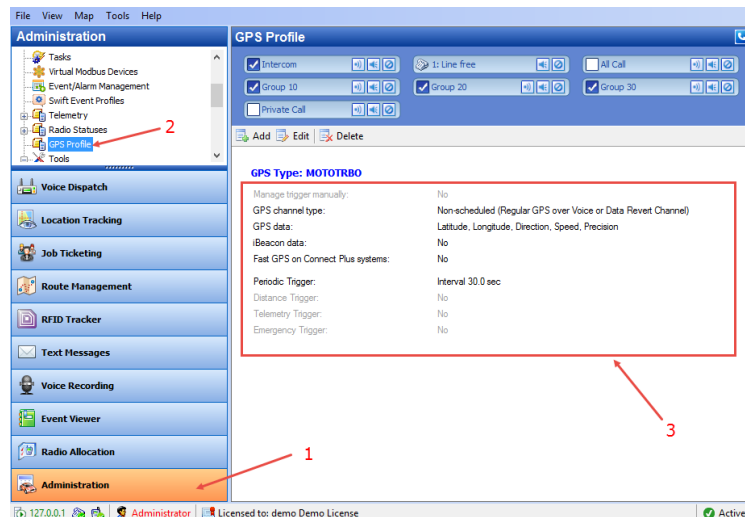 File View Map Tools Help
Administration
Tasks
Virtual Modbus Devices
Event/Alarm Management
Swift Event Profiles
Telemetry
Radio Statuses
GPS Profile
Tools
2
Voice Dispatch
Location Tracking
Job Ticketing
Route Management
RFID Tracker
Text Messages
Voice Recording
Event Viewer
Radio Allocation
Administration
1
GPS Profile
Intercom 1: Line free All Call
Group 10 Group 20 Group 30
Private Call
Add Edit Delete
GPS Type: MOTOTRBO
Manage trigger manually: No
GPS channel type: Non-scheduled (Regular GPS over Voice or Data Revert Channel)
GPS data: Latitude, Longitude, Direction, Speed, Precision
iBeacon data: No
Fast GPS on Connect Plus systems: No
Periodic Trigger: Interval 30.0 sec
Distance Trigger: No
Telemetry Trigger: No
Emergency Trigger: No
3
127.0.0.1 Administrator Licensed to: demo Demo License Active